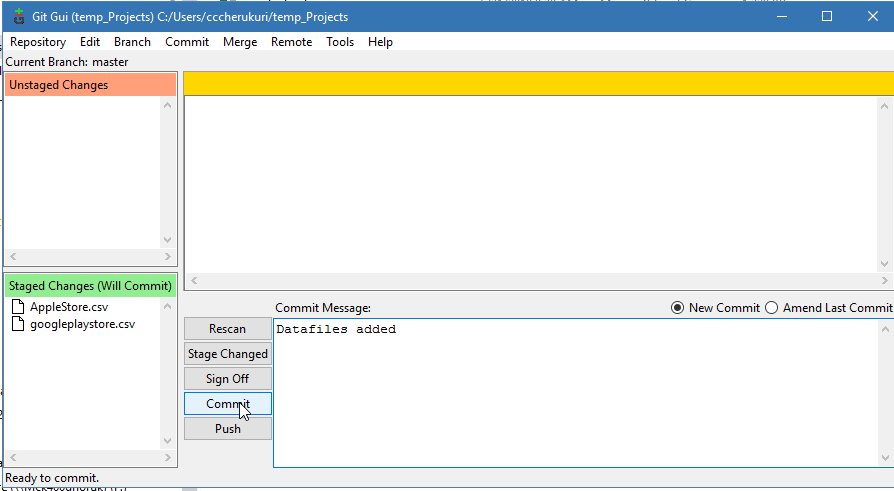 Git Gui (temp_Projects) C:/Users/cccherukuri/temp_Projects
Repository Edit Branch Commit Merge Remote Tools Help
Current Branch: master
Unstaged Changes
Staged Changes (Will Commit)
AppleStore.csv
googleplaystore.csv
Commit Message:
New Commit
Amend Last Commit
Rescan
Stage Changed
Sign Off
Commit
Push
Datafiles added
Ready to commit.